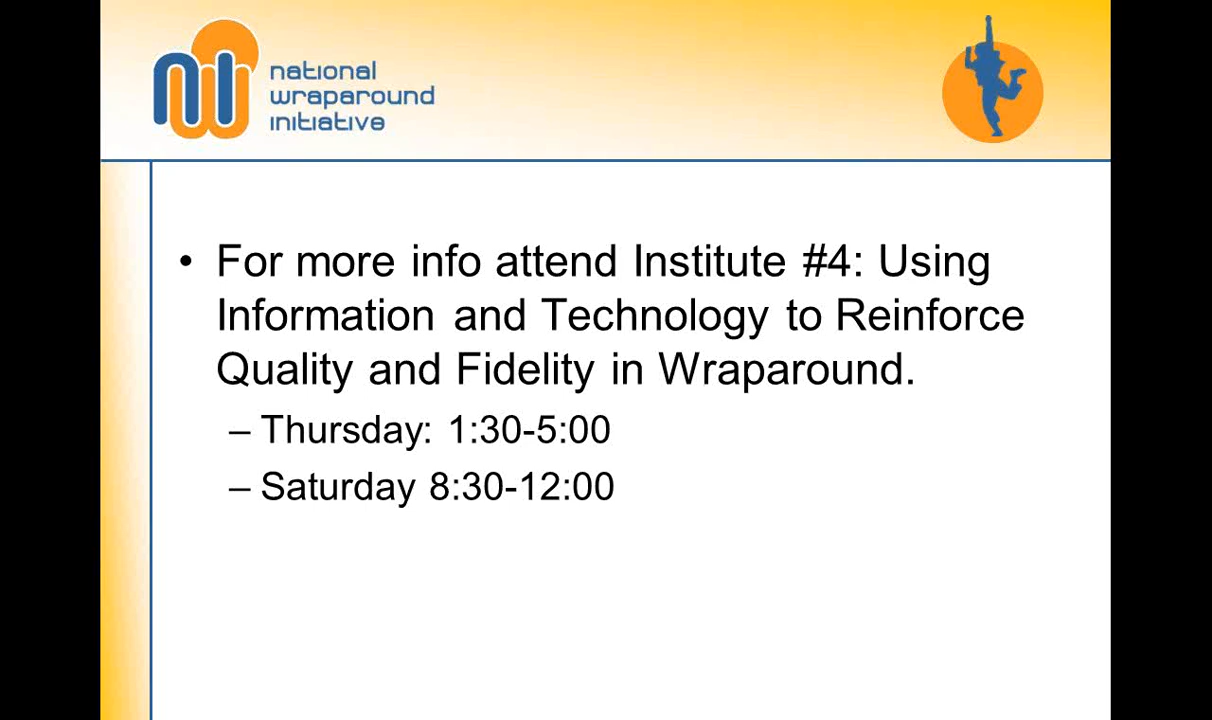 national
wraparound
initiative
• For more info attend Institute #4: Using
Information and Technology to Reinforce
Quality and Fidelity in Wraparound.
– Thursday: 1:30-5:00
– Saturday 8:30-12:00